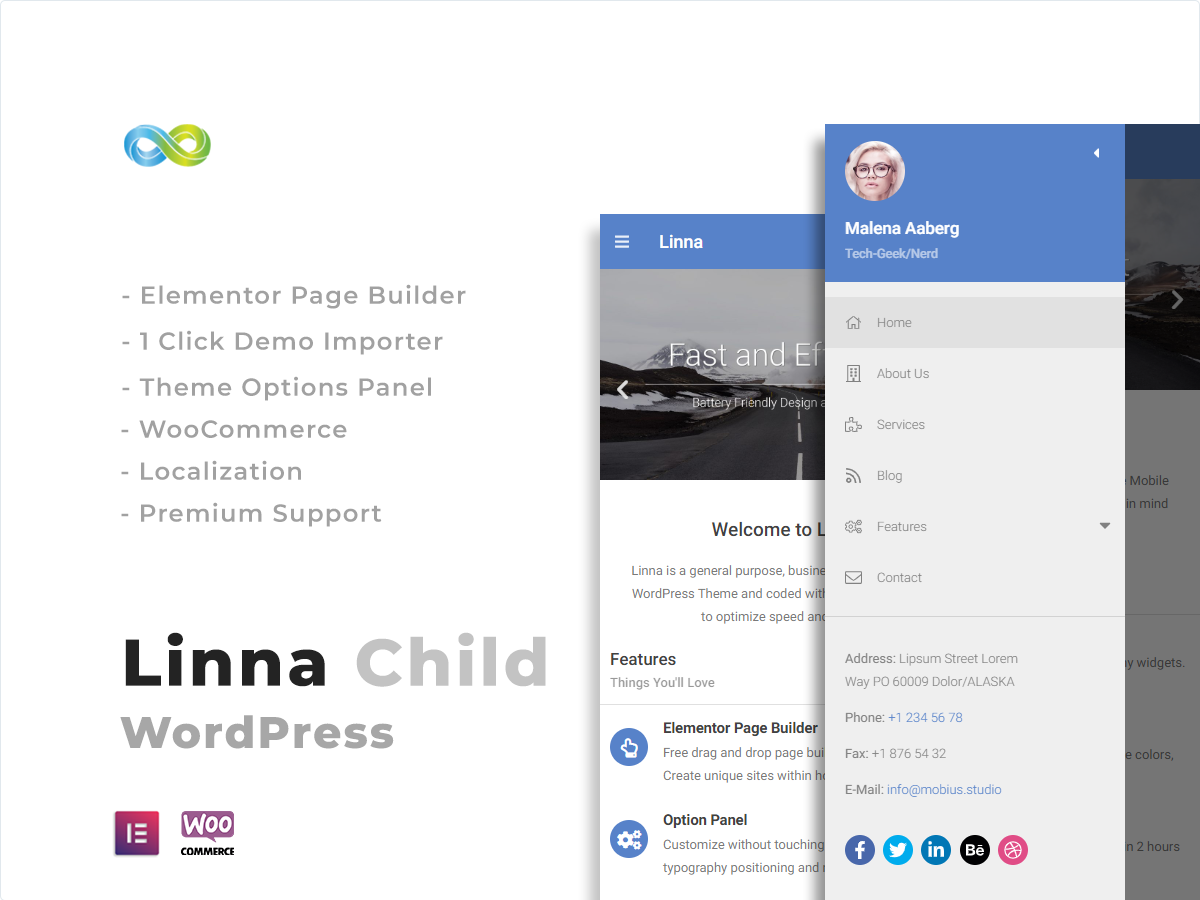 - Elementor Page Builder
- 1 Click Demo Importer
- Theme Options Panel
- WooCommerce
- Localization
- Premium Support
Linna Child
WordPress
WOO
COMMERCE
Linna
Fast and Eff
Battery Friendly Design a
Welcome to L
Linna is a general purpose, busine
WordPress Theme and coded with
to optimize speed and
Features
Things You'll Love
Elementor Page Builder
Free drag and drop page bui
Create unique sites within ho
Option Panel
Customize without touching
typography positioning and
Malena Aaberg
Tech-Geek/Nerd
Home
About Us
Services
Blog
Features
Contact
Address: Lipsum Street Lorem
Way PO 60009 Dolor/ALASKA
Phone: +1 234 56 78
Fax: +1 876 54 32
E-Mail: info@mobius.studio
Bē
Mobile
in mind
y widgets.
e colors,
n 2 hours